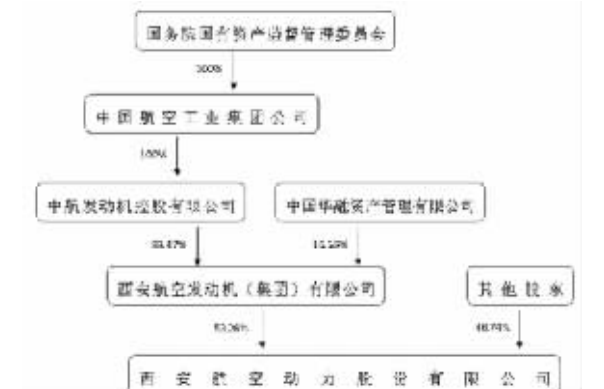 国务院国有资产监督管理委员会
100%
中国航空工业集团公司
100%
中航发动机控股有限公司
中国华融资产管理有限公司
西安航空发动机（集团）有限公司
其他股东
西安航空动力股份有限公司